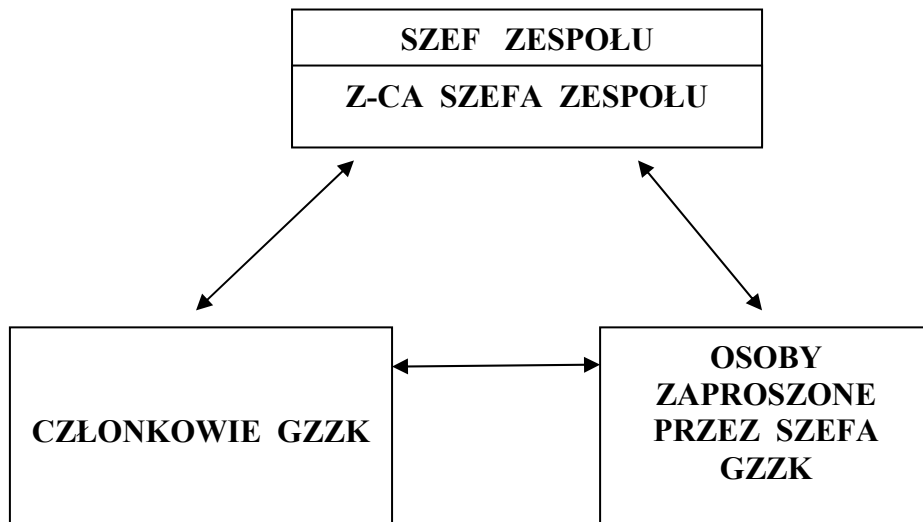 SZEF ZESPOŁU
Z-CA SZEFA ZESPOŁU
CZŁONKOWIE GZZK
OSOBY
ZAPROSZONE
PRZEZ SZEFA
GZZK